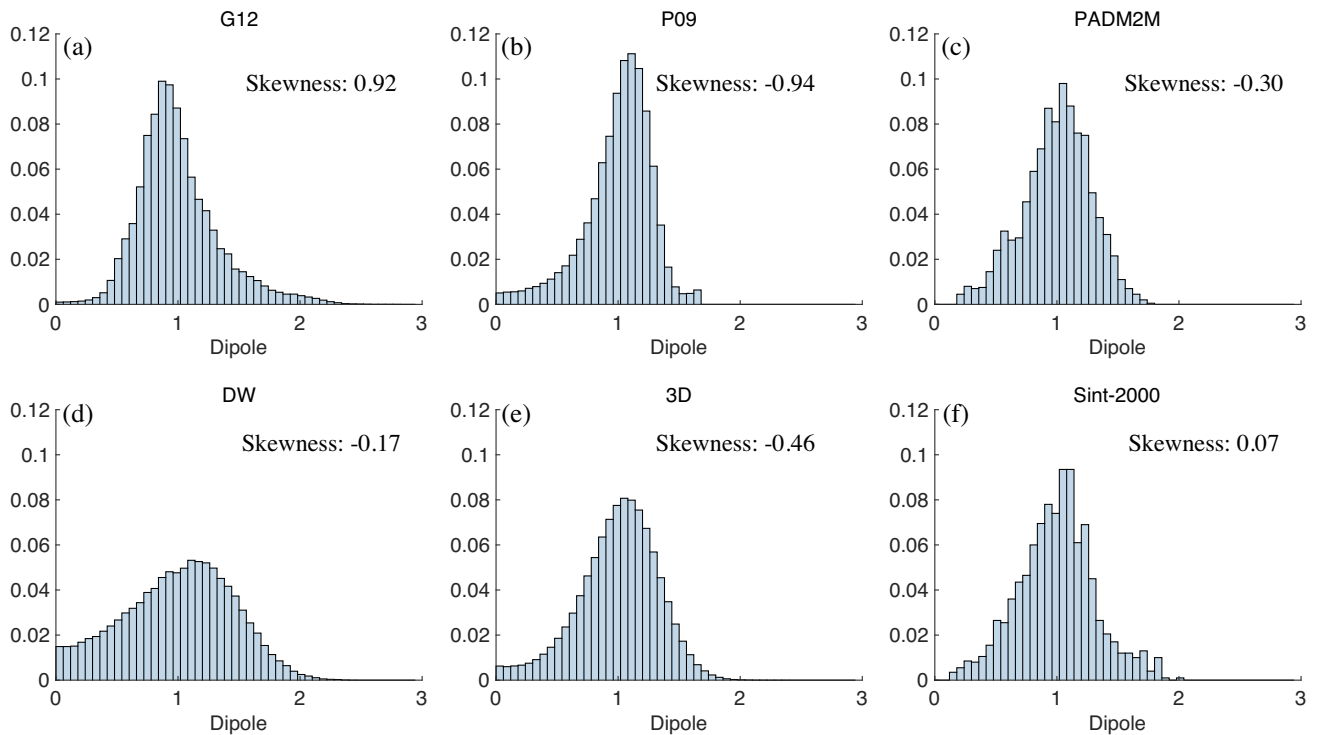 G12
(a)
Skewness: 0.92
0.12
0.1
0.08
0.06
0.04
0.02
0
0 1 2 3
Dipole
P09
(b)
Skewness: -0.94
0.12
0.1
0.08
0.06
0.04
0.02
0
0 1 2 3
Dipole
PADM2M
(c)
Skewness: -0.30
0.12
0.1
0.08
0.06
0.04
0.02
0
0 1 2 3
Dipole
DW
(d)
Skewness: -0.17
0.12
0.1
0.08
0.06
0.04
0.02
0
0 1 2 3
Dipole
3D
(e)
Skewness: -0.46
0.12
0.1
0.08
0.06
0.04
0.02
0
0 1 2 3
Dipole
Sint-2000
(f)
Skewness: 0.07
0.12
0.1
0.08
0.06
0.04
0.02
0
0 1 2 3
Dipole